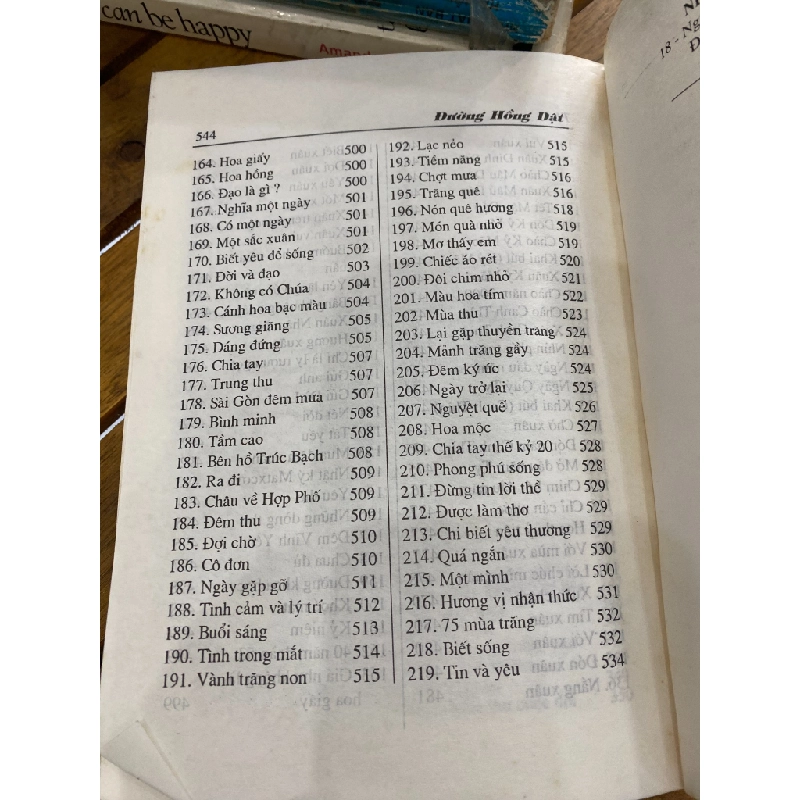 can be happy
Aman
18 - Ng
544
Đường Hồng Dật
164. Hoa giấy 500
165. Hoa hồng 500
166. Đạo là gì ? 500
167. Nghĩa một ngày 501
168. Có một ngày 501
169. Một sắc xuân 501
170. Biết yêu đổ sống 502
171. Dời và đạo 503
172. Không có Chúa 504
173. Cánh hoa bạc màu 504
174. Sương giăng 505
175. Dáng đứng 505
176. Chia tay 507
177. Trung thu 507
178. Sài Gòn đêm mưa 507
179. Bình minh 508
180. Tầm cao 508
181. Bên hồ Trúc Bạch 508
182. Ra đi 509
183. Châu về Hợp Phố 509
184. Đêm thu 509
185. Đợi chờ 510
186. Cô đơn 510
187. Ngày gặp gỡ 511
188. Tình cảm và lý trí 512
189. Buổi sáng 513
190. Tình trong mắt 514
191. Vành trăng non 515
192. Lạc nẻo 515
193. Tiềm năng 515
194. Chợt mưa 516
195. Trăng quê 516
196. Nón quê hương 518
197. Món quà nhỏ 519
198. Mơ thấy em 519
199. Chiếc áo rét 520
200. Đôi chim nhỏ 521
201. Màu hoa tím 522
202. Mùa thu 523
203. Lại gặp thuyền trang 524
204. Mảnh trăng gầy 524
205. Đêm ký ức 524
206. Ngày trở lại 525
207. Nguyệt quế 526
208. Hoa mộc 527
209. Chia tay thế kỷ 20 528
210. Phong phú sống 528
211. Đừng tin lời thề 529
212. Được làm thơ 529
213. Chỉ biết yêu thương 529
214. Quá ngắn 530
215. Một mình 530
216. Hương vị nhận thức 531
217. 75 mùa trăng 532
218. Biết sống 532
219. Tin và yêu 534